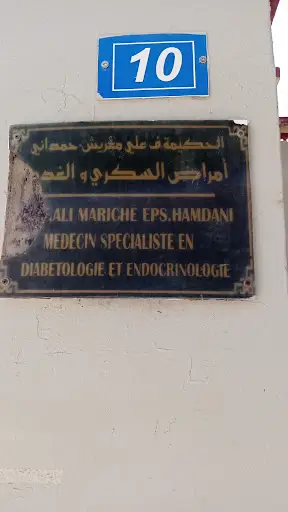 10
الحكيمة ف علي مغريش حمداني
أمراض السكري و الغدد
ALI MARICHE EPS.HAMDANI
MEDECIN SPECIALISTE EN
DIABETOLOGIE ET ENDOCRINOLOGIE